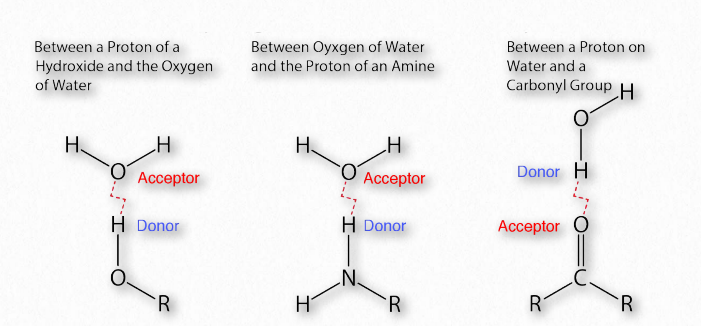 Between a Proton of a
Hydroxide and the Oxygen
of Water
H H
O
Acceptor
H Donor
O
R
Between Oyxgen of Water
and the Proton of an Amine
H H
O
Acceptor
H Donor
N
H R
Between a Proton on
Water and a
Carbonyl Group
H
O
Donor H
Acceptor O
C
R R